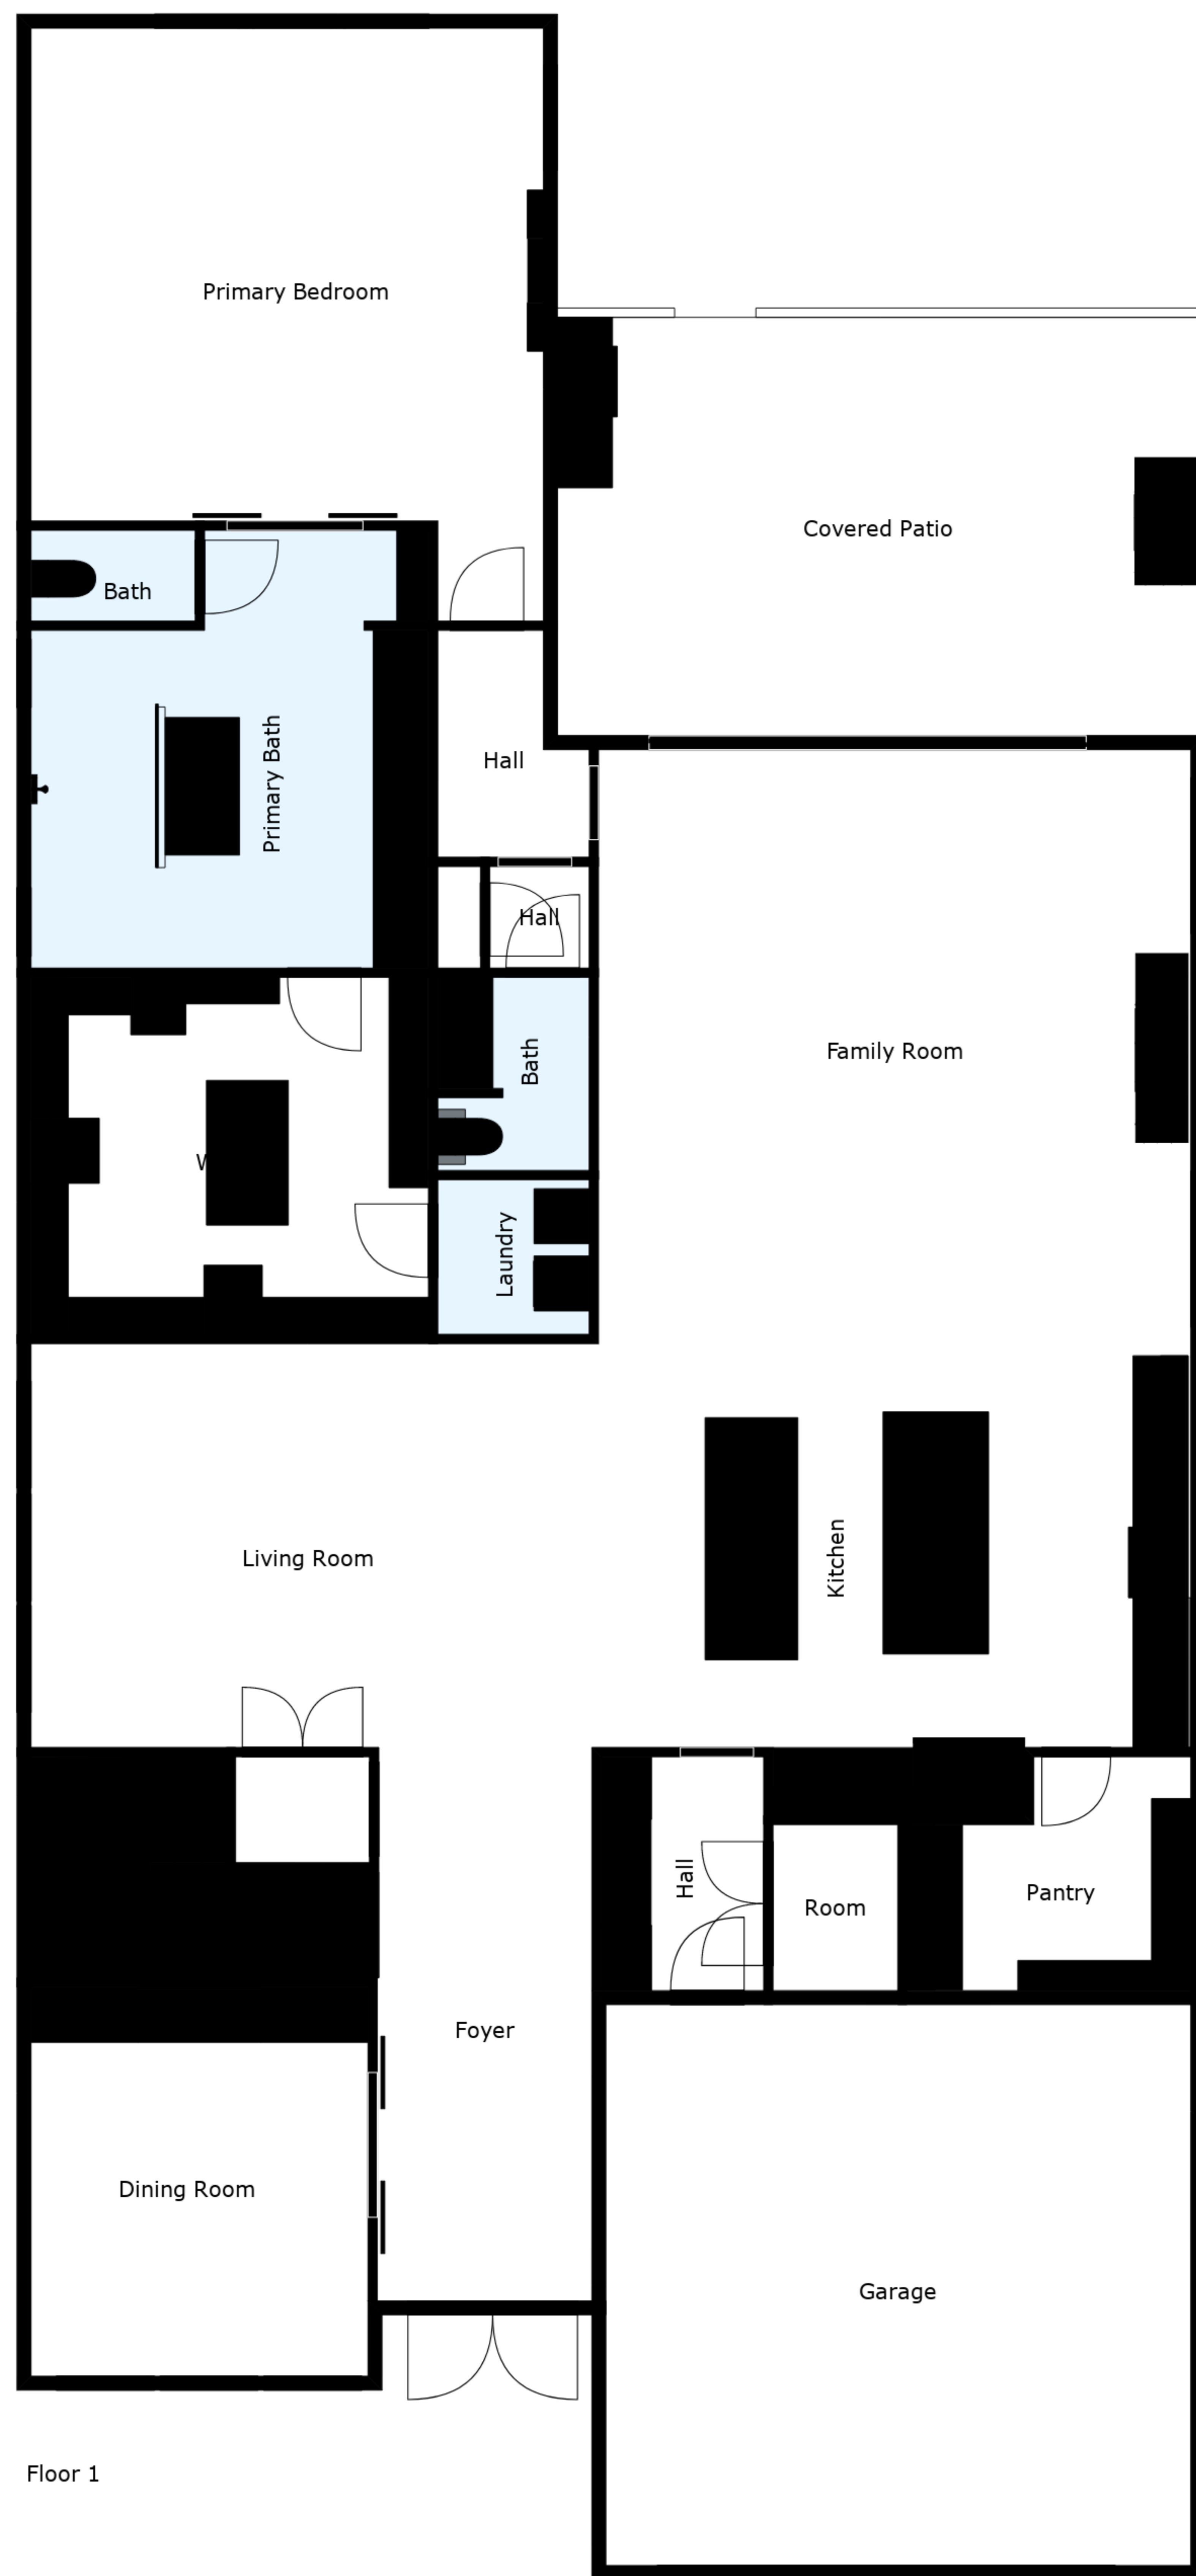 Primary Bedroom
Covered Patio
Bath
Primary Bath
Hall
Hall
Bath
Family Room
Laundry
Living Room
Kitchen
Hall
Room
Pantry
Foyer
Dining Room
Garage
Floor 1